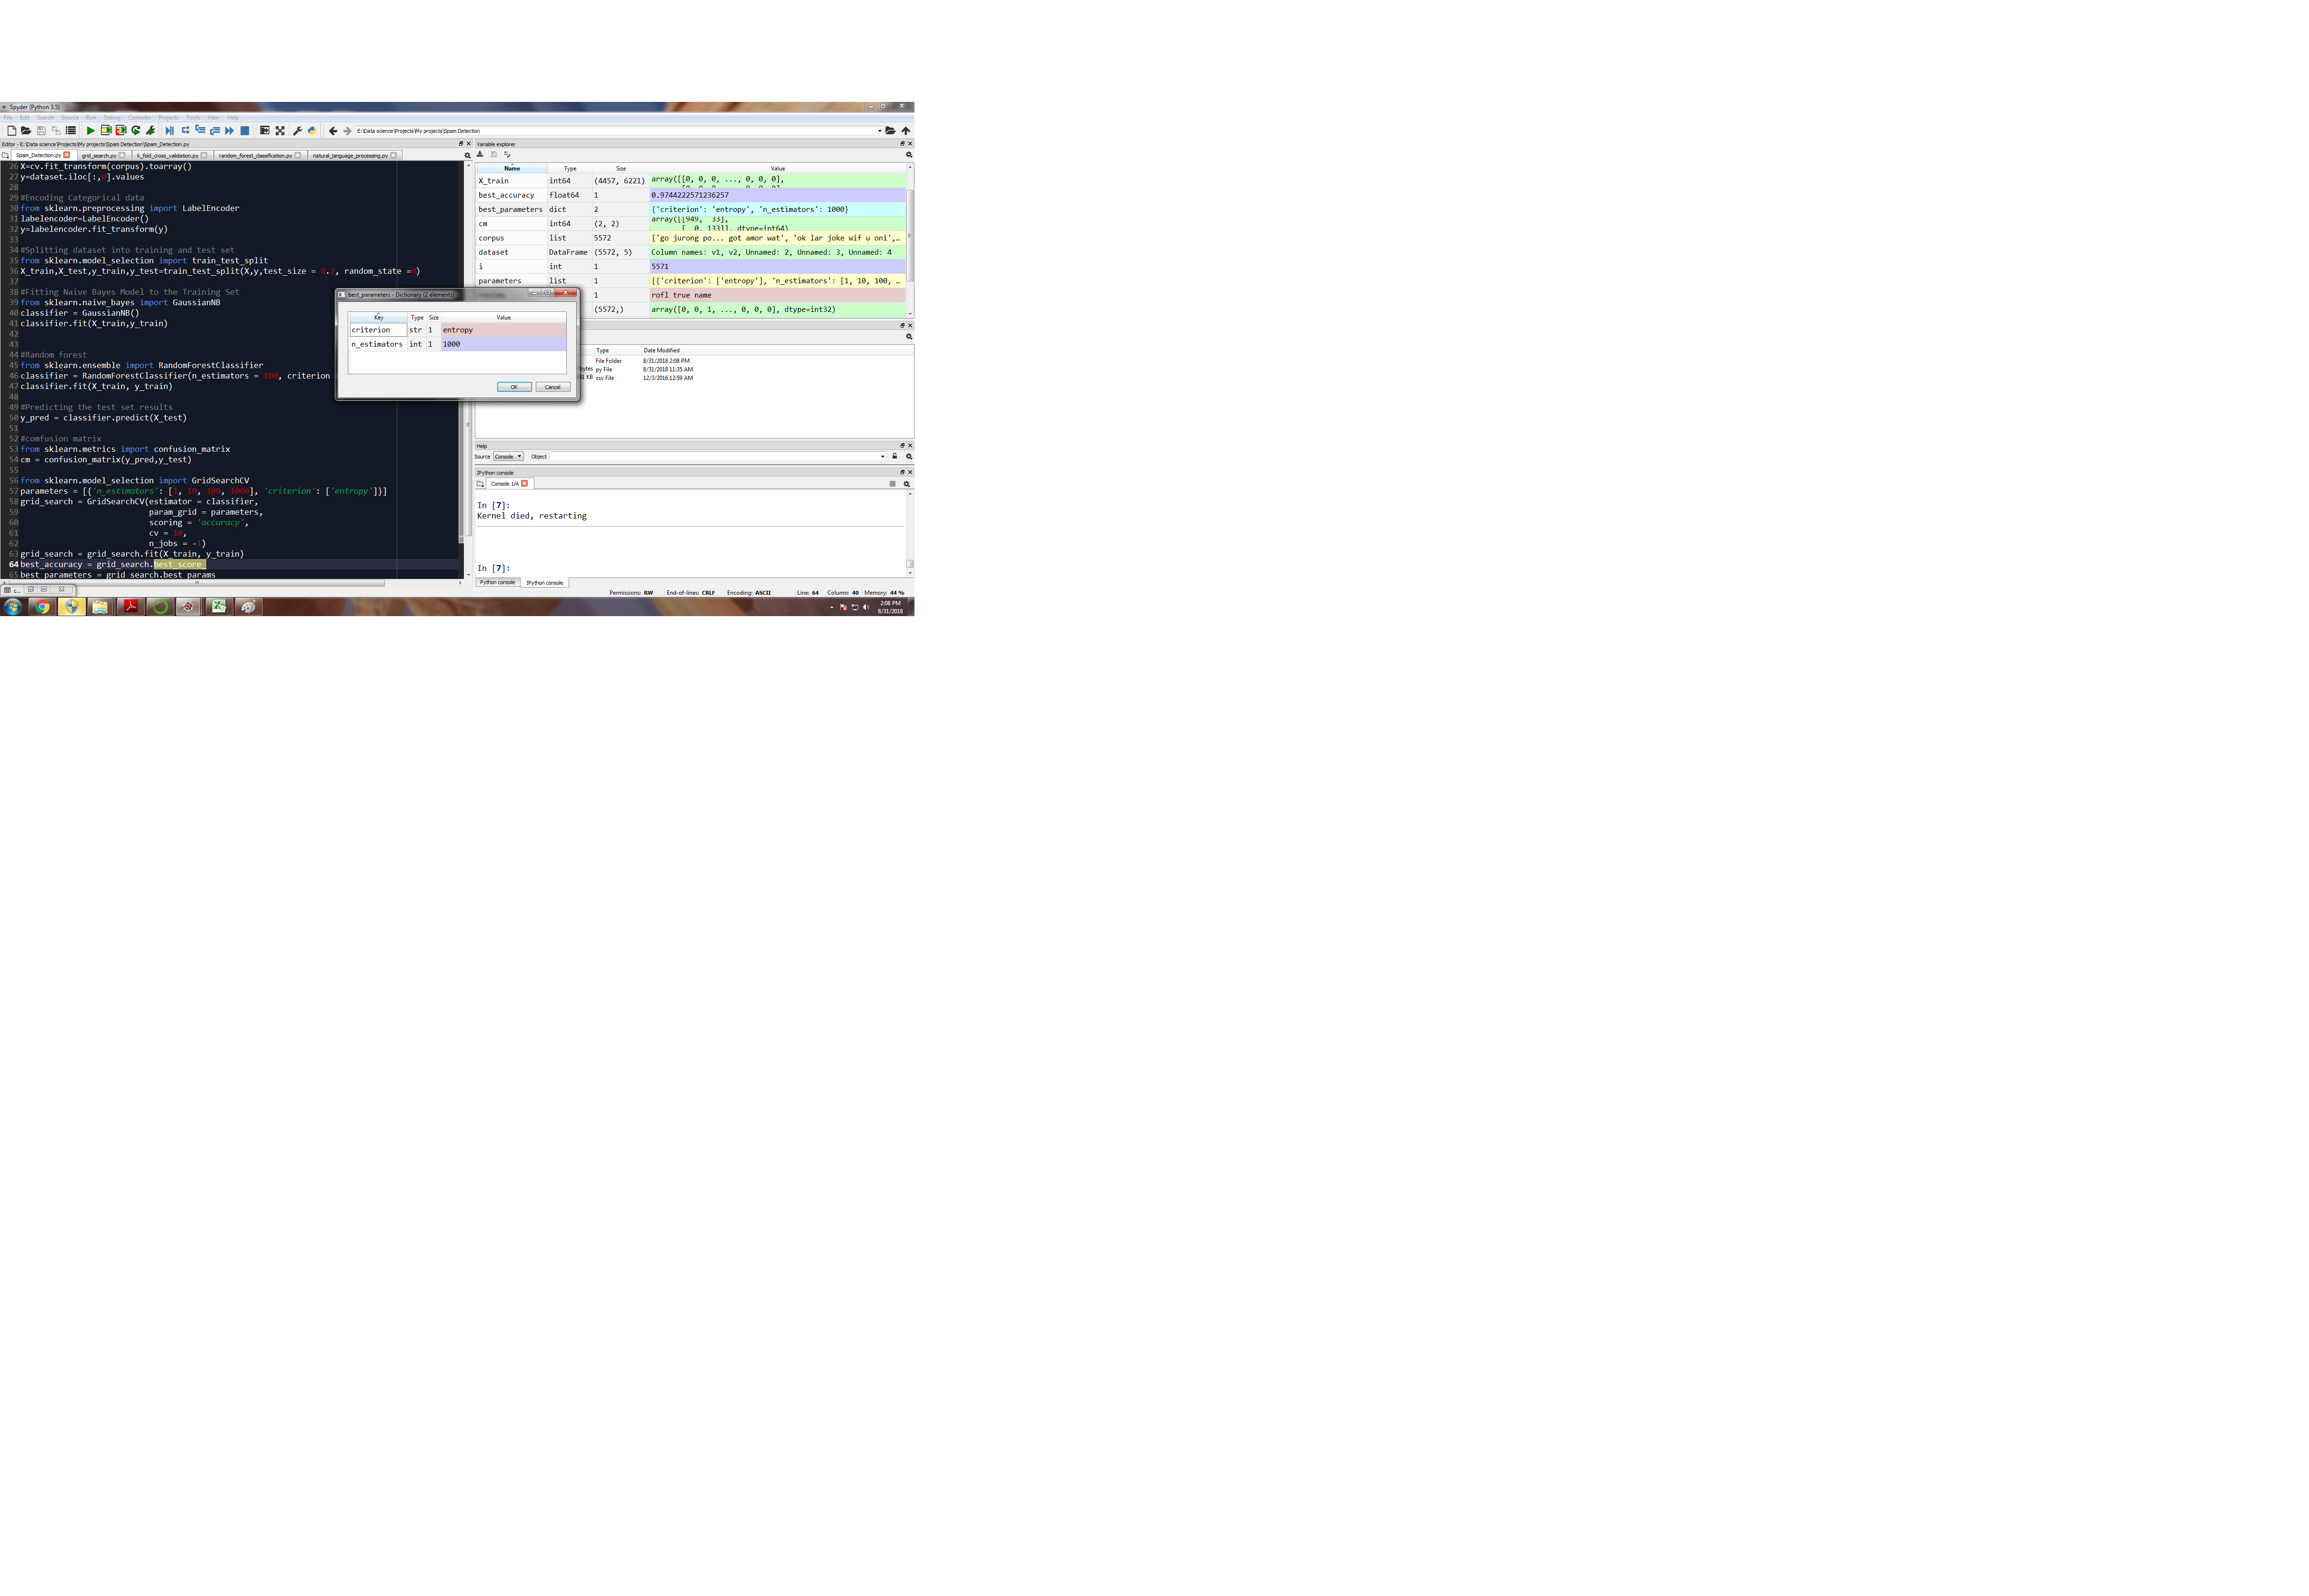 Spyder (Python 3.5)
File Edit Search Source Run Debug Consoles Projects Tools View Help
E:\Data science\Projects\My projects\Spam Detection
Editor - E:\Data science\Projects\My projects\Spam Detection\Spam_Detection.py
Spam_Detection.py grid_search.py k_fold_cross_validation.py random_forest_classification.py natural_language_processing.py
26 X=cv.fit_transform(corpus).toarray()
27 y=dataset.iloc[:,0].values
28
29 #Encoding Categorical data
30 from sklearn.preprocessing import LabelEncoder
31 labelencoder=LabelEncoder()
32 y=labelencoder.fit_transform(y)
33
34 #Splitting dataset into training and test set
35 from sklearn.model_selection import train_test_split
36 X_train,X_test,y_train,y_test=train_test_split(X,y,test_size = 0.2, random_state =0)
37
38 #Fitting Naive Bayes Model to the Training Set
39 from sklearn.naive_bayes import GaussianNB
40 classifier = GaussianNB()
41 classifier.fit(X_train,y_train)
42
43
44 #Random forest
45 from sklearn.ensemble import RandomForestClassifier
46 classifier = RandomForestClassifier(n_estimators = 100, criterion
47 classifier.fit(X_train, y_train)
48
49 #Predicting the test set results
50 y_pred = classifier.predict(X_test)
51
52 #comfusion matrix
53 from sklearn.metrics import confusion_matrix
54 cm = confusion_matrix(y_pred,y_test)
55
56 from sklearn.model_selection import GridSearchCV
57 parameters = [{'n_estimators': [1, 10, 100, 1000], 'criterion': ['entropy']}]
58 grid_search = GridSearchCV(estimator = classifier,
59 param_grid = parameters,
60 scoring = 'accuracy',
61 cv = 10,
62 n_jobs = -1)
63 grid_search = grid_search.fit(X_train, y_train)
64 best_accuracy = grid_search.best_score_
65 best_parameters = grid_search.best_params_
best_parameters - Dictionary (2 elements)
Key Type Size Value
criterion str 1 entropy
n_estimators int 1 1000
OK Cancel
Variable explorer
Name Type Size Value
X_train int64 (4457, 6221) array([[0, 0, 0, ..., 0, 0, 0],
best_accuracy float64 1 0.9744222571236257
best_parameters dict 2 {'criterion': 'entropy', 'n_estimators': 1000}
cm int64 (2, 2) array([[949, 33],
[ 0, 133]], dtype=int64)
corpus list 5572 ['go jurong po... got amor wat', 'ok lar joke wif u oni',…
dataset DataFrame (5572, 5) Column names: v1, v2, Unnamed: 2, Unnamed: 3, Unnamed: 4
i int 1 5571
parameters list 1 [{'criterion': ['entropy'], 'n_estimators': [1, 10, 100, …
1 rofl true name
(5572,) array([0, 0, 1, ..., 0, 0, 0], dtype=int32)
Type Date Modified
File Folder 8/31/2018 2:08 PM
bytes py File 8/31/2018 11:35 AM
KB csv File 12/3/2016 12:59 AM
Help
Source Console Object
IPython console
Console 1/A
In [7]:
Kernel died, restarting
In [7]:
Python console IPython console
Permissions: RW End-of-lines: CRLF Encoding: ASCII Line: 64 Column: 40 Memory: 44 %
c...
2:08 PM
8/31/2018